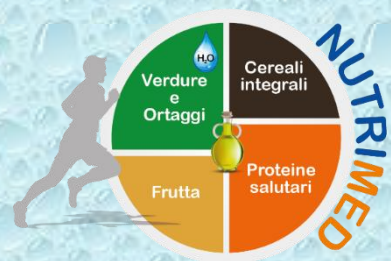 H₂O
Verdure
e
Ortaggi
Cereali
integrali
Frutta
Proteine
salutari
NUTRIMED